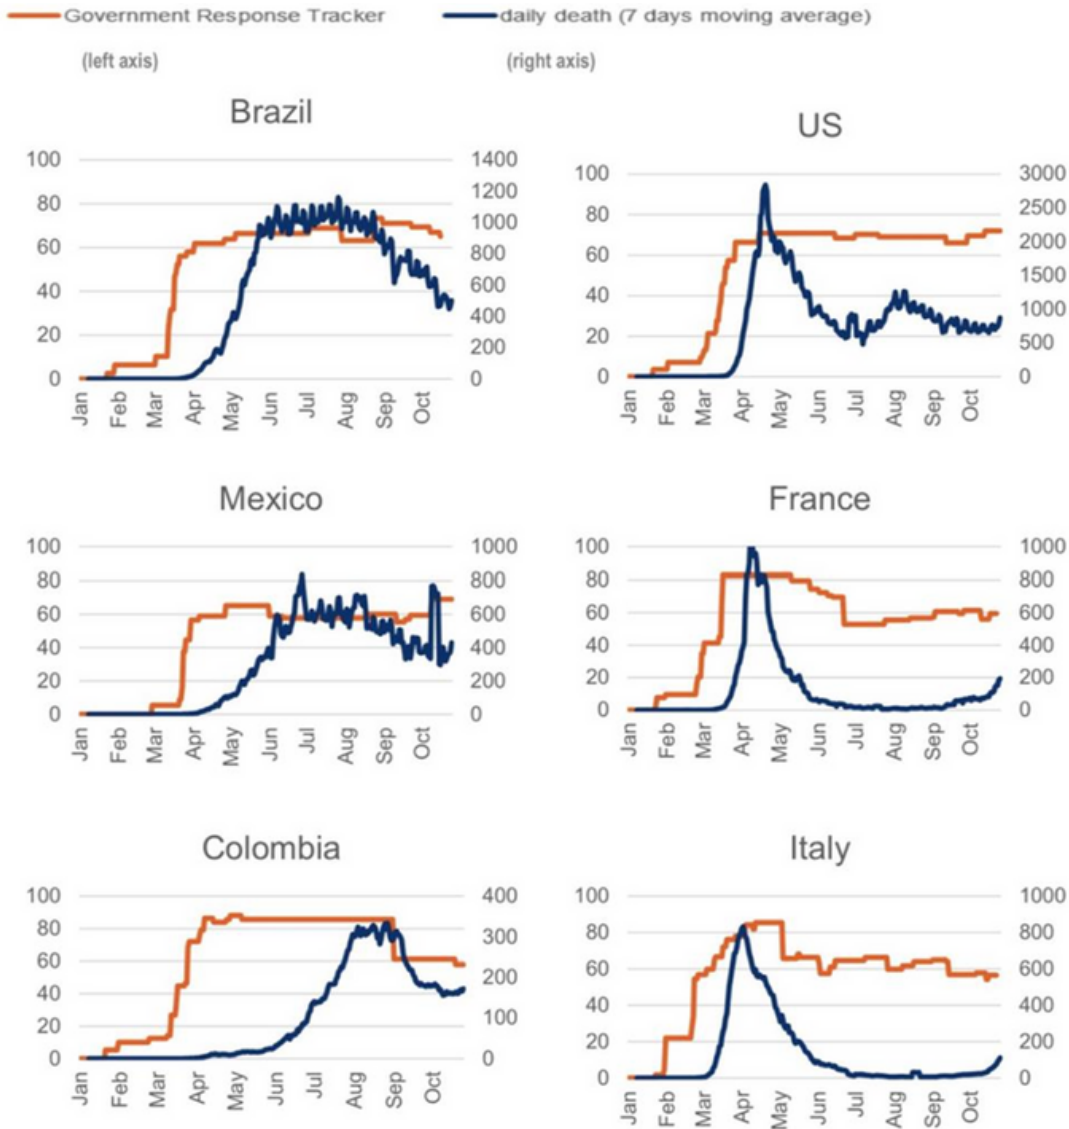 Government Response Tracker daily death (7 days moving average)
(left axis) (right axis)
Brazil
100 1400
80 1200
60 1000
40 800
20 600
0 400
200
0
Jan Feb Mar Apr May Jun Jul Aug Sep Oct
US
100 3000
80 2500
60 2000
40 1500
20 1000
0 500
0
Jan Feb Mar Apr May Jun Jul Aug Sep Oct
Mexico
100 1000
80 800
60 600
40 400
20 200
0 0
Jan Feb Mar Apr May Jun Jul Aug Sep Oct
France
100 1000
80 800
60 600
40 400
20 200
0 0
Jan Feb Mar Apr May Jun Jul Aug Sep Oct
Colombia
100 400
80 300
60 200
40 100
20 0
0
Jan Feb Mar Apr May Jun Jul Aug Sep Oct
Italy
100 1000
80 800
60 600
40 400
20 200
0 0
Jan Feb Mar Apr May Jun Jul Aug Sep Oct